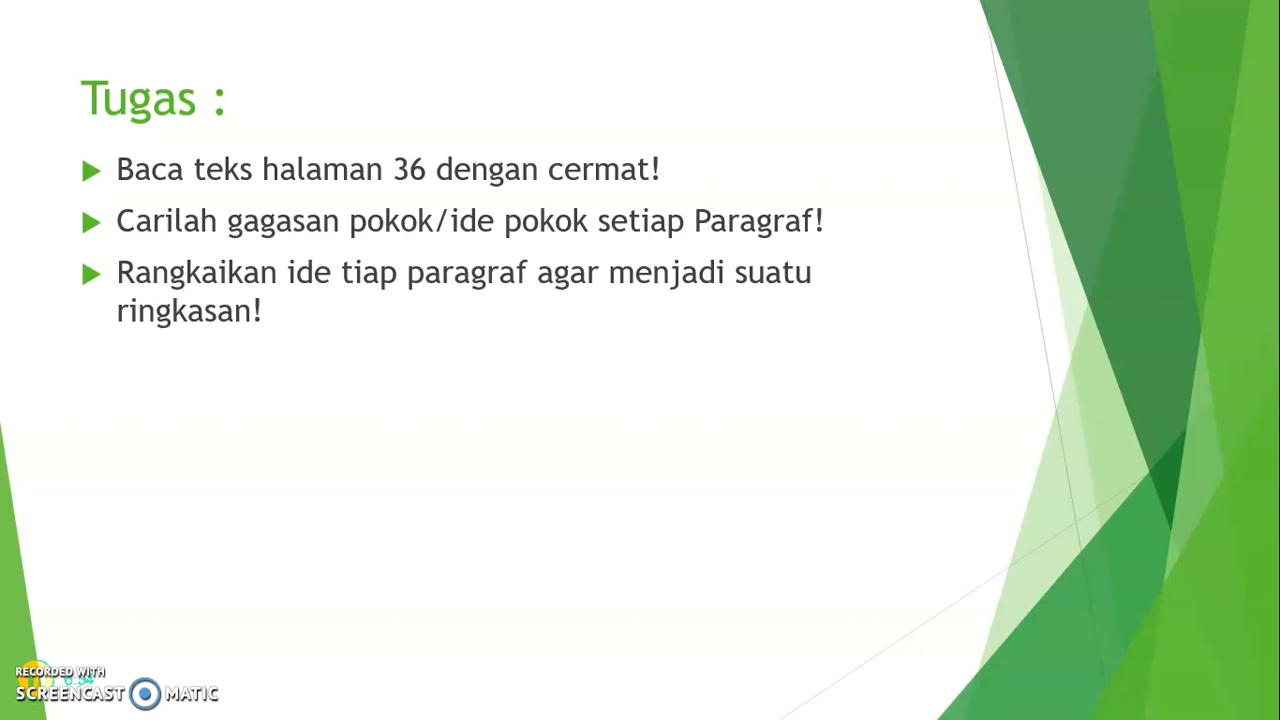 Tugas :
Baca teks halaman 36 dengan cermat!
Carilah gagasan pokok/ide pokok setiap Paragraf!
Rangkaikan ide tiap paragraf agar menjadi suatu
ringkasan!
RECORDED WITH
SCREENCAST MATIC